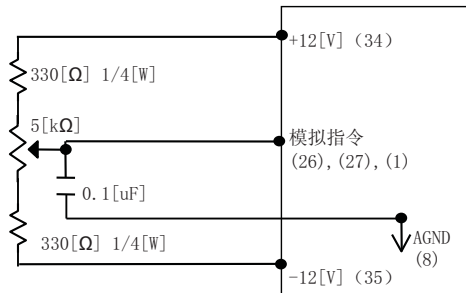 +12[V] (34)
330[Ω] 1/4[W]
5[kΩ]
模拟指令
(26),(27),(1)
0.1[uF]
330[Ω] 1/4[W]
AGND
(8)
-12[V] (35)